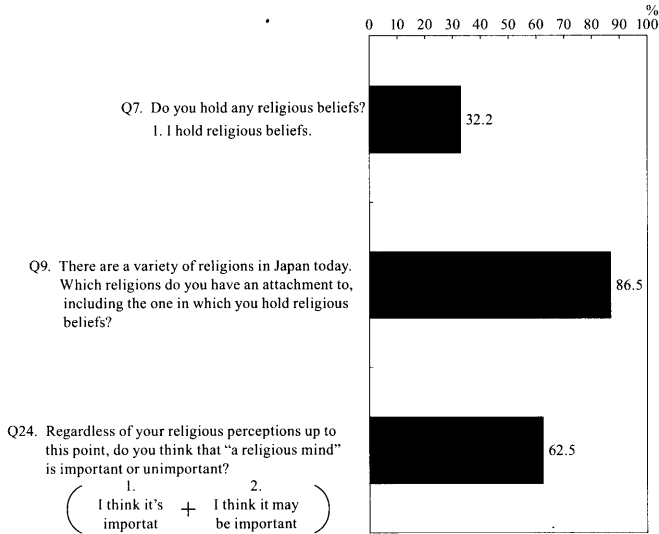 %
0 10 20 30 40 50 60 70 80 90 100
Q7. Do you hold any religious beliefs?
1. I hold religious beliefs.
32.2
Q9. There are a variety of religions in Japan today.
Which religions do you have an attachment to,
including the one in which you hold religious
beliefs?
86.5
Q24. Regardless of your religious perceptions up to
this point, do you think that “a religious mind”
is important or unimportant?
62.5
1. 2.
( I think it's + I think it may )
importat be important